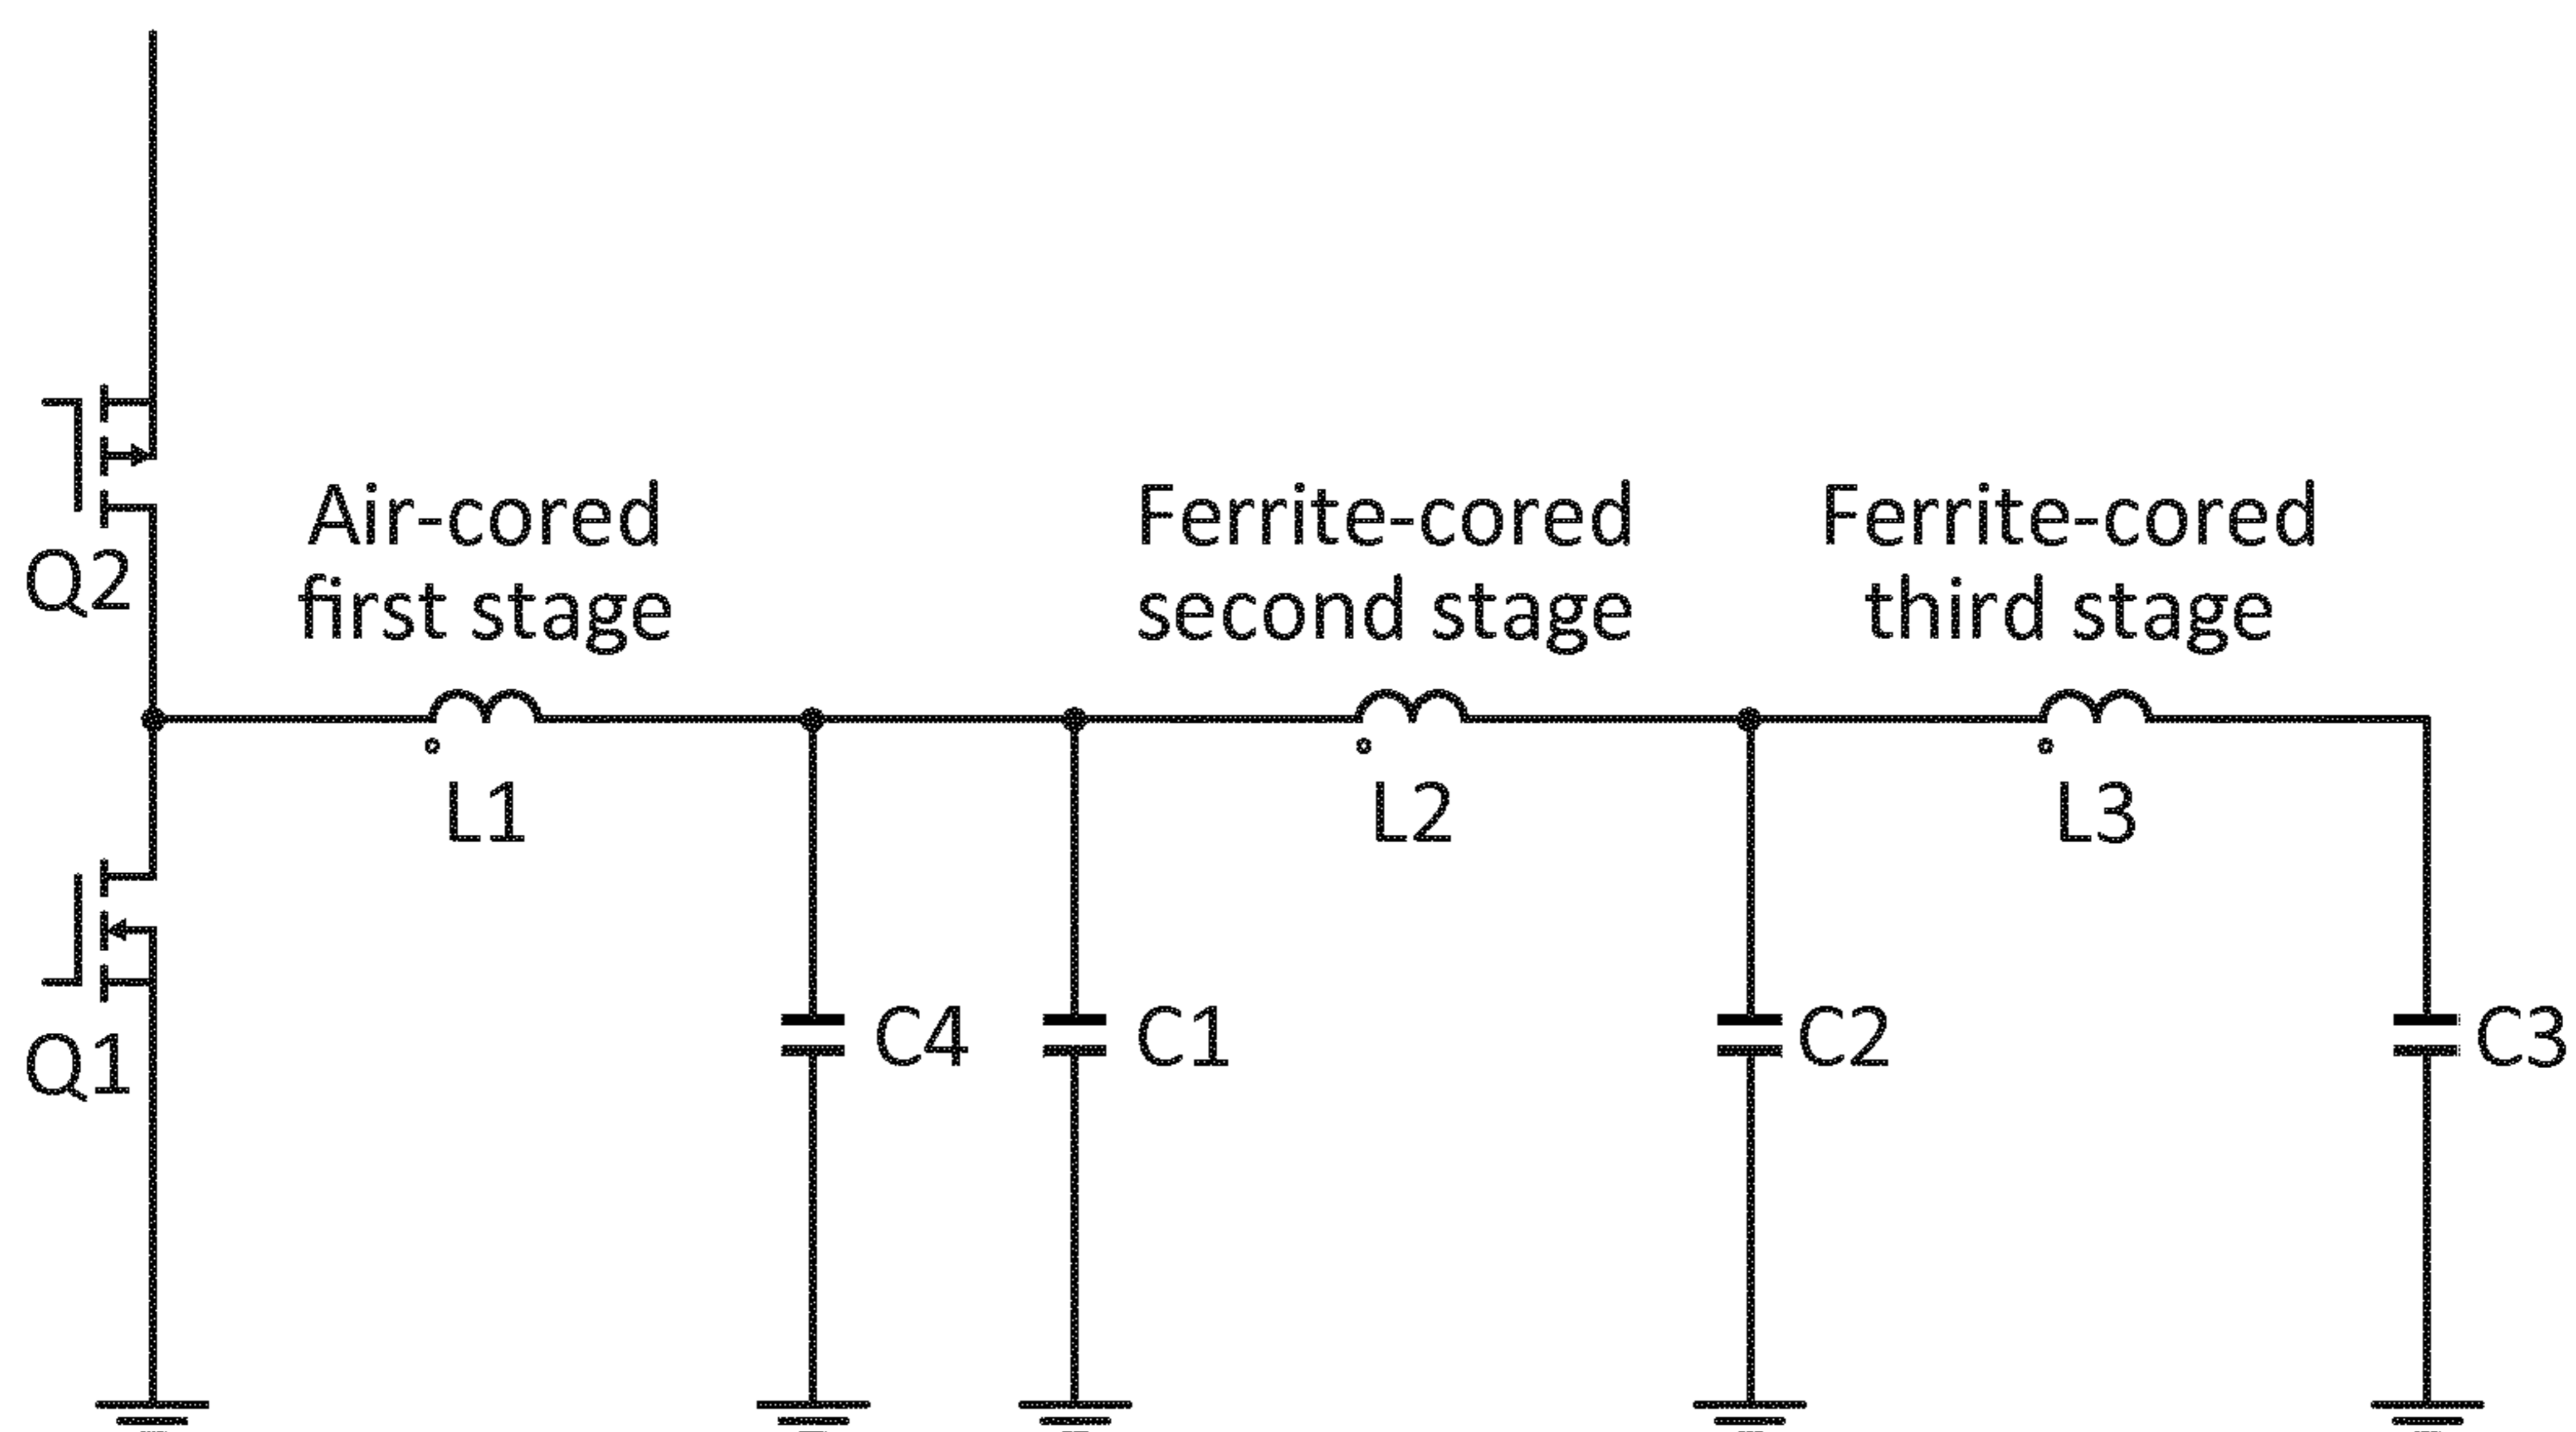 Q2
Air-cored
first stage
Ferrite-cored
second stage
Ferrite-cored
third stage
L1
L2
L3
Q1
C4
C1
C2
C3